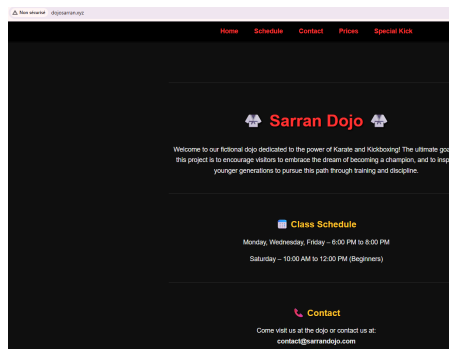 Non sécurisé dojosarran.xyz
Home Schedule Contact Prices Special Kick
Sarran Dojo
Welcome to our fictional dojo dedicated to the power of Karate and Kickboxing! The ultimate goa
this project is to encourage visitors to embrace the dream of becoming a champion, and to insp
younger generations to pursue this path through training and discipline.
Class Schedule
Monday, Wednesday, Friday – 6:00 PM to 8:00 PM
Saturday – 10:00 AM to 12:00 PM (Beginners)
Contact
Come visit us at the dojo or contact us at:
contact@sarrandojo.com